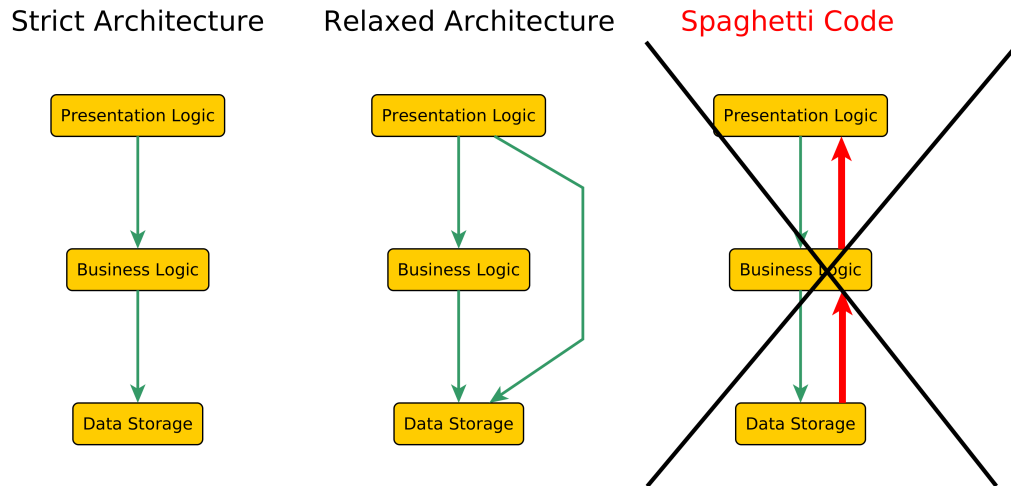 Strict Architecture
Relaxed Architecture
Spaghetti Code
Presentation Logic
Presentation Logic
Presentation Logic
Business Logic
Business Logic
Business Logic
Data Storage
Data Storage
Data Storage